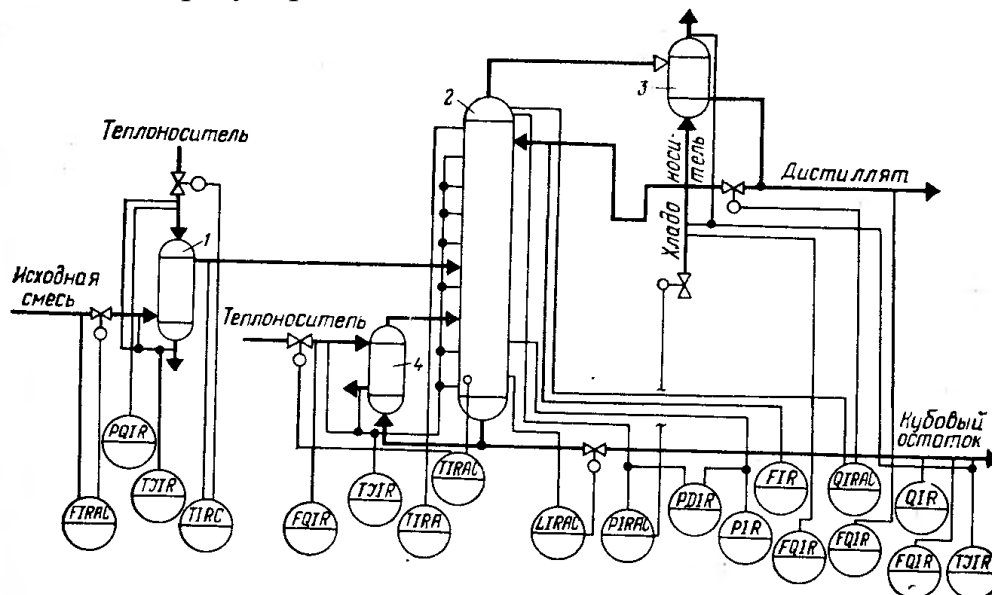 Теплоноситель
1
2
3
Хладо носи- тель
Дистиллят
Исходная
смесь
Теплоноситель
4
Кубовый
остаток
PQIR
TJIR
FTRAC
TIRC
FQIR
TJIR
TIRAC
TIRA
LIRAC
PIRAC
PDIR
PIR
FIR
FQIR
QIRAC
FQIR
QIR
FQIR
TJIR